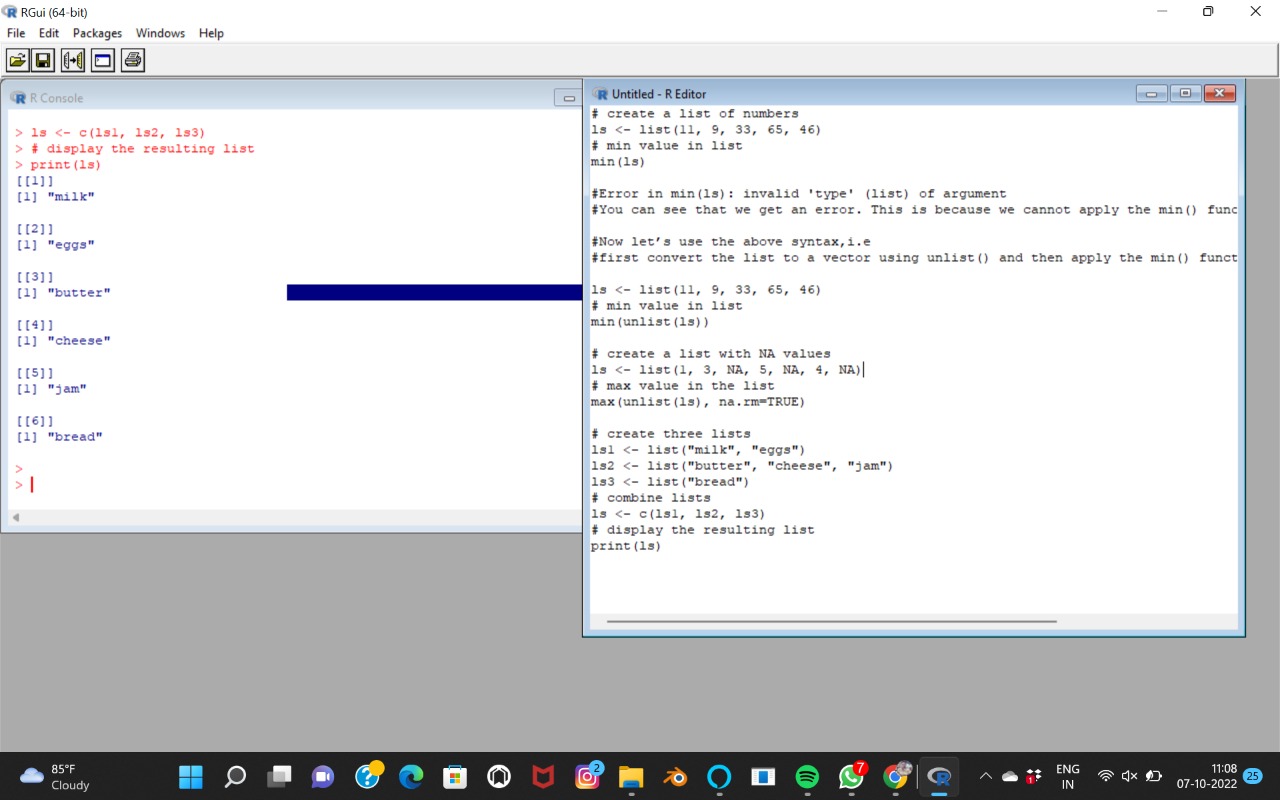 RGui (64-bit)
File Edit Packages Windows Help
R Console
> ls <- c(ls1, ls2, ls3)
> # display the resulting list
> print(ls)
[[1]]
[1] "milk"
[[2]]
[1] "eggs"
[[3]]
[1] "butter"
[[4]]
[1] "cheese"
[[5]]
[1] "jam"
[[6]]
[1] "bread"
>
>
Untitled - R Editor
# create a list of numbers
ls <- list(11, 9, 33, 65, 46)
# min value in list
min(ls)
#Error in min(ls): invalid 'type' (list) of argument
#You can see that we get an error. This is because we cannot apply the min() func
#Now let’s use the above syntax,i.e
#first convert the list to a vector using unlist() and then apply the min() funct
ls <- list(11, 9, 33, 65, 46)
# min value in list
min(unlist(ls))
# create a list with NA values
ls <- list(1, 3, NA, 5, NA, 4, NA)
# max value in the list
max(unlist(ls), na.rm=TRUE)
# create three lists
ls1 <- list("milk", "eggs")
ls2 <- list("butter", "cheese", "jam")
ls3 <- list("bread")
# combine lists
ls <- c(ls1, ls2, ls3)
# display the resulting list
print(ls)
85°F
Cloudy
2
7
1
ENG
IN
11:08
07-10-2022
25